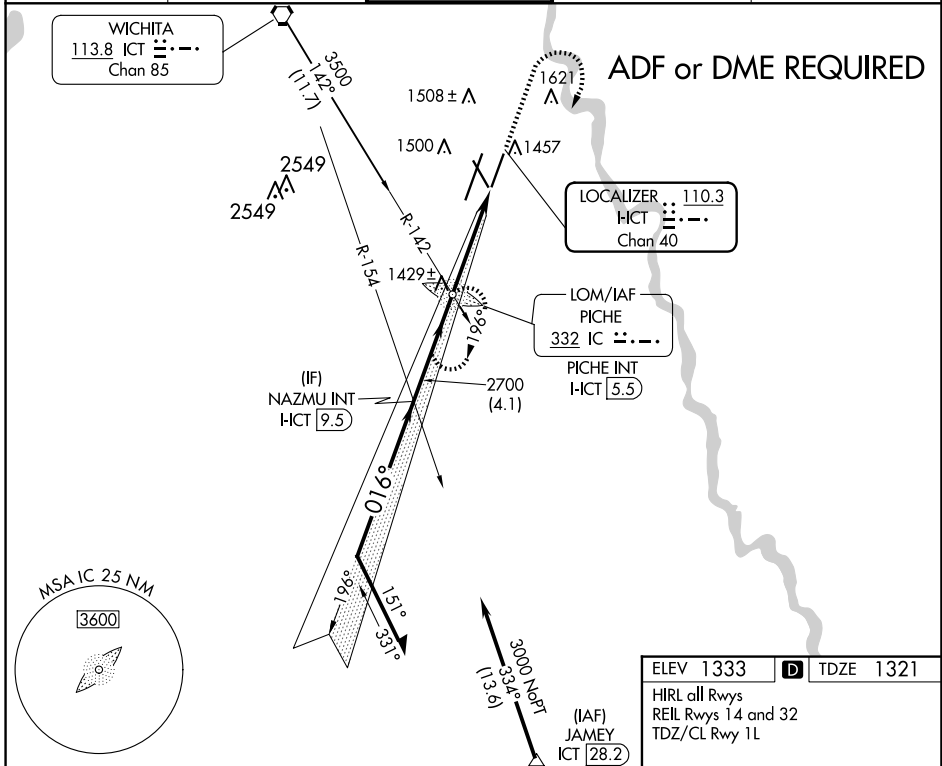 WICHITA
113.8 ICT
Chan 85
ADF or DME REQUIRED
3500
142°
(11.7)
1621
1508 ±
1500
1457
2549
2549
LOCALIZER 110.3
I-ICT
Chan 40
R-142
R-154
1429 ±
LOM/IAF
PICHE
332 IC
PICHE INT
I-ICT 5.5
196°
(IF)
NAZMU INT
I-ICT 9.5
2700
(4.1)
016°
196°
151°
331°
MSA IC 25 NM
3600
3000 NoPT
334°
(13.6)
(IAF)
JAMEY
ICT 28.2
ELEV 1333 D TDZE 1321
HIRL all Rwys
REIL Rwys 14 and 32
TDZ/CL Rwy 1L